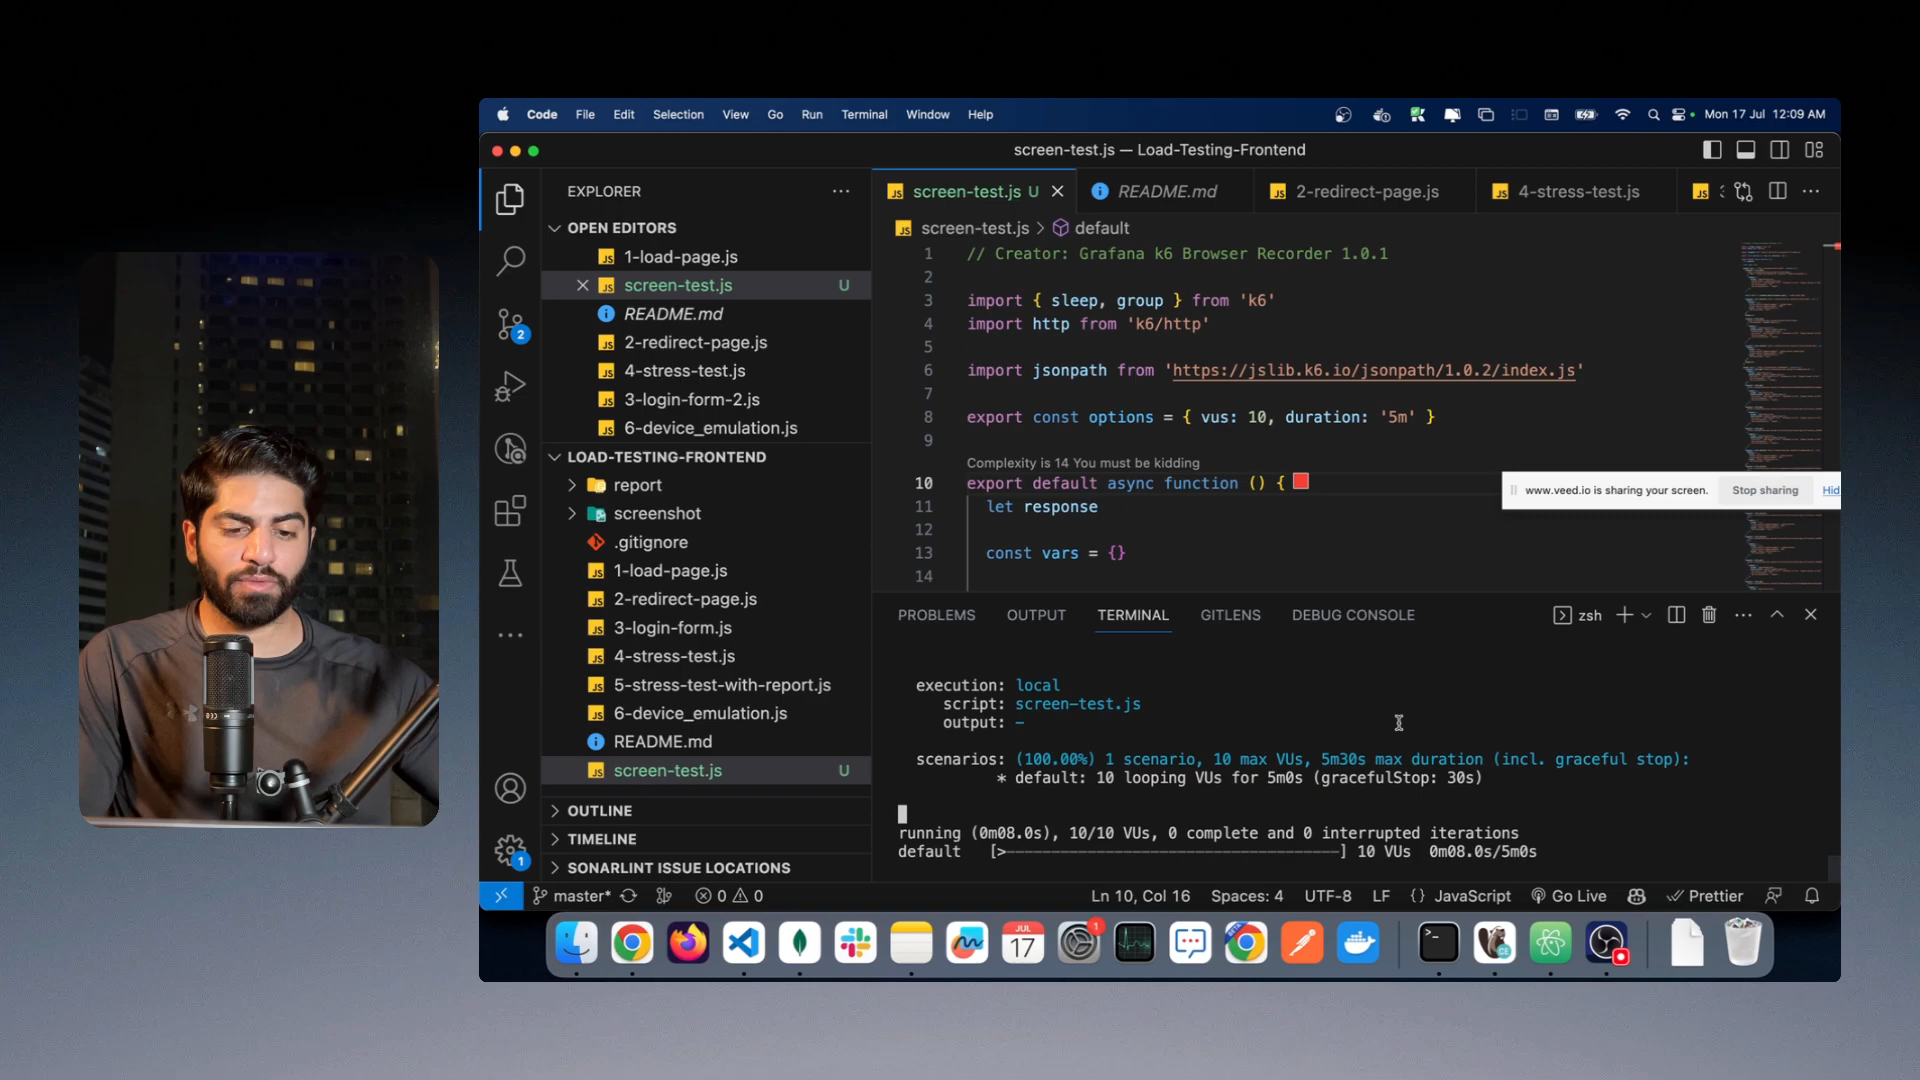 Code File Edit Selection View Go Run Terminal Window Help
Mon 17 Jul 12:09 AM
screen-test.js — Load-Testing-Frontend
EXPLORER
OPEN EDITORS
1-load-page.js
screen-test.js U
README.md
2-redirect-page.js
4-stress-test.js
3-login-form-2.js
6-device_emulation.js
LOAD-TESTING-FRONTEND
report
screenshot
.gitignore
1-load-page.js
2-redirect-page.js
3-login-form.js
4-stress-test.js
5-stress-test-with-report.js
6-device_emulation.js
README.md
screen-test.js U
OUTLINE
TIMELINE
SONARLINT ISSUE LOCATIONS
2
1
screen-test.js U README.md 2-redirect-page.js 4-stress-test.js
screen-test.js > default
1 // Creator: Grafana k6 Browser Recorder 1.0.1
2
3 import { sleep, group } from 'k6'
4 import http from 'k6/http'
5
6 import jsonpath from 'https://jslib.k6.io/jsonpath/1.0.2/index.js'
7
8 export const options = { vus: 10, duration: '5m' }
9
Complexity is 14 You must be kidding
10 export default async function () {
11 let response
12
13 const vars = {}
14
www.veed.io is sharing your screen. Stop sharing Hid
PROBLEMS OUTPUT TERMINAL GITLENS DEBUG CONSOLE
zsh
execution: local
script: screen-test.js
output: -
scenarios: (100.00%) 1 scenario, 10 max VUs, 5m30s max duration (incl. graceful stop):
* default: 10 looping VUs for 5m0s (gracefulStop: 30s)
running (0m08.0s), 10/10 VUs, 0 complete and 0 interrupted iterations
default [>--------------------------------------] 10 VUs 0m08.0s/5m0s
master* 0 0 Ln 10, Col 16 Spaces: 4 UTF-8 LF {} JavaScript Go Live Prettier
JUL
17
1
BETA